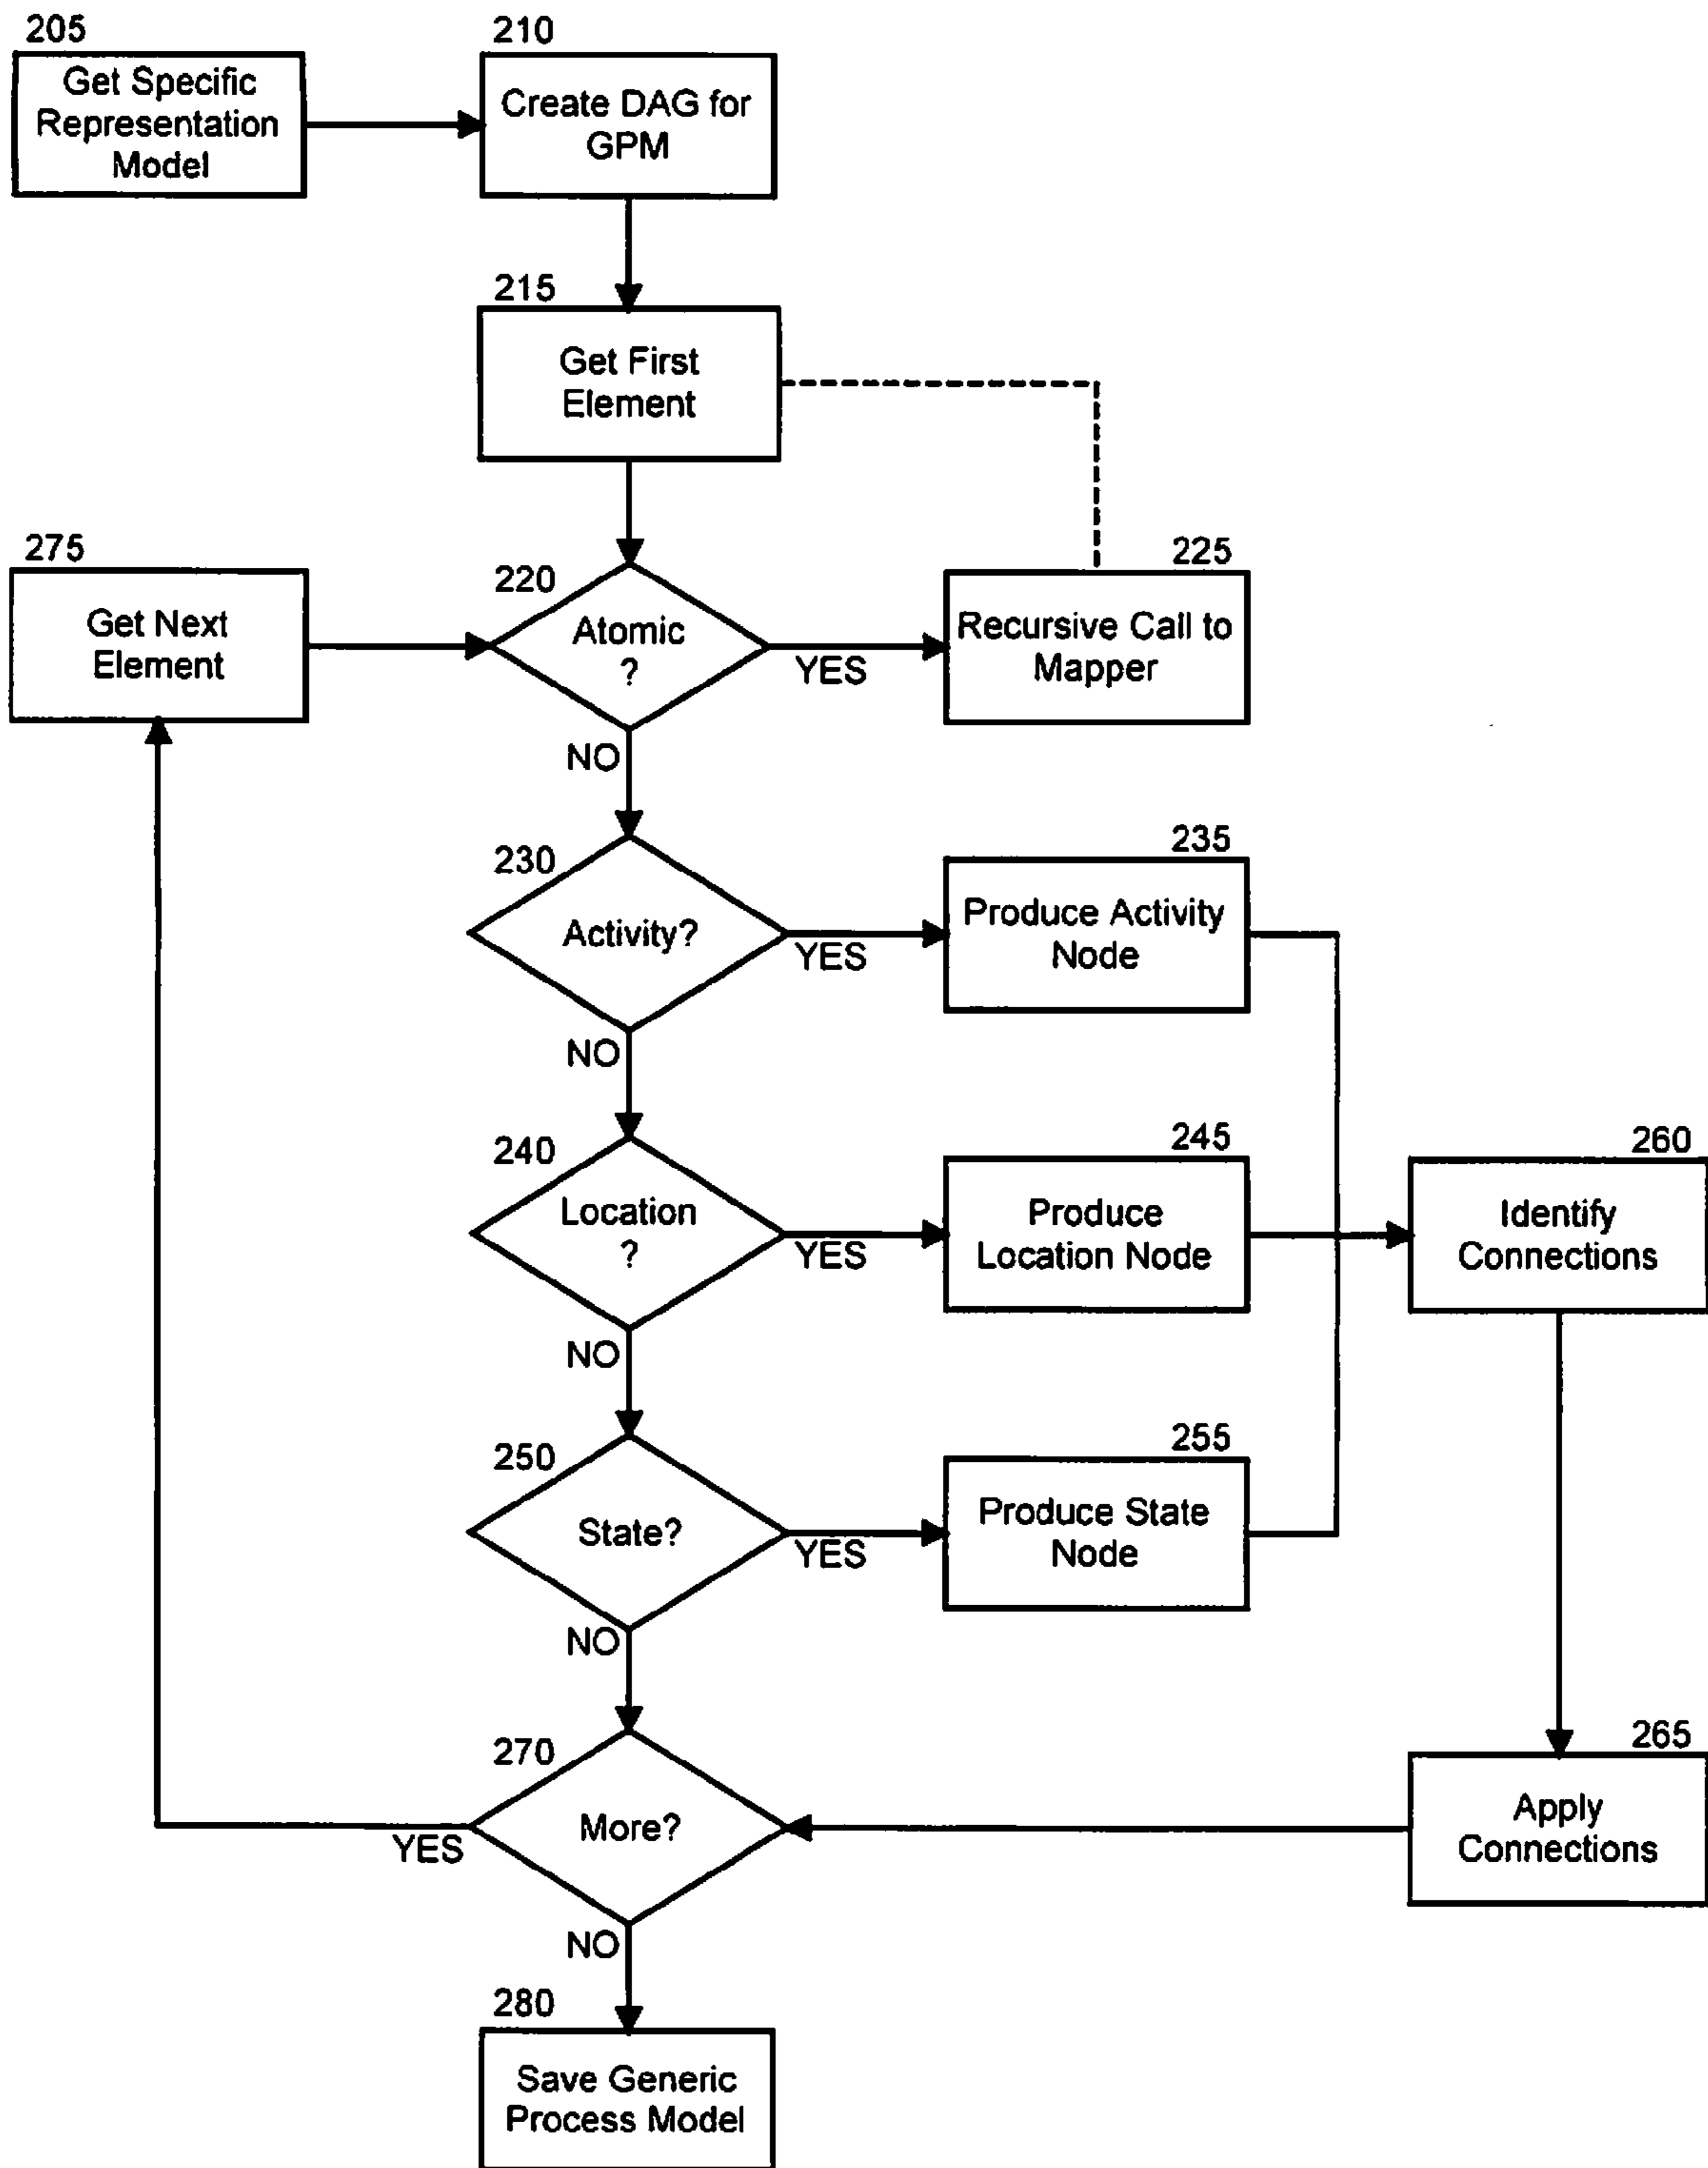 205
Get Specific
Representation
Model
210
Create DAG for
GPM
215
Get First
Element
275
Get Next
Element
220
Atomic
?
YES
225
Recursive Call to
Mapper
NO
230
Activity?
YES
235
Produce Activity
Node
NO
240
Location
?
YES
245
Produce
Location Node
260
Identify
Connections
NO
250
State?
YES
255
Produce State
Node
NO
270
More?
YES
265
Apply
Connections
NO
280
Save Generic
Process Model